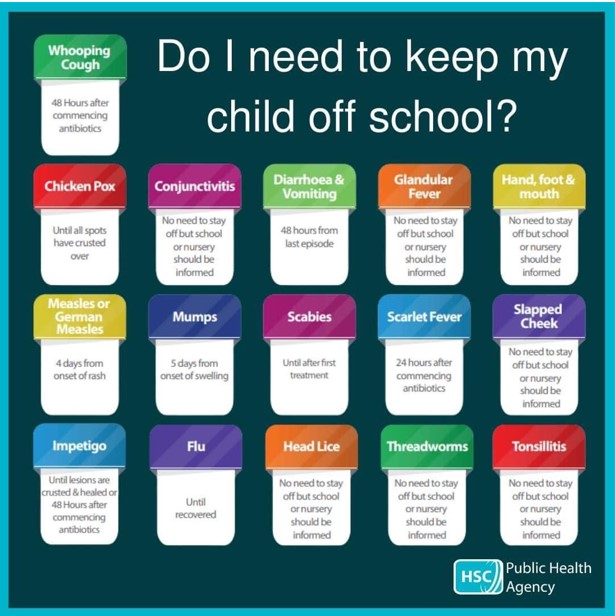 Whooping
Cough
48 Hours after
commencing
antibiotics
Do I need to keep my
child off school?
Chicken Pox
Until all spots
have crusted
over
Conjunctivitis
No need to stay
off but school
or nursery
should be
informed
Diarrhoea &
Vomiting
48 hours from
last episode
Glandular
Fever
No need to stay
off but school
or nursery
should be
informed
Hand, foot &
mouth
No need to stay
off but school
or nursery
should be
informed
Measles or
German
Measles
4 days from
onset of rash
Mumps
5 days from
onset of swelling
Scabies
Until after first
treatment
Scarlet Fever
24 hours after
commencing
antibiotics
Slapped
Cheek
No need to stay
off but school
or nursery
should be
informed
Impetigo
Until lesions are
crusted & healed or
48 Hours after
commencing
antibiotics
Flu
Until
recovered
Head Lice
No need to stay
off but school
or nursery
should be
informed
Threadworms
No need to stay
off but school
or nursery
should be
informed
Tonsillitis
No need to stay
off but school
or nursery
should be
informed
HSC Public Health
Agency